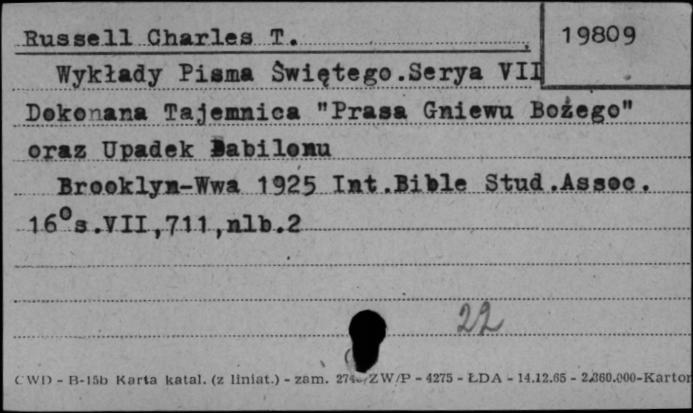 Russell Charles T.
19809
Wykłady Pisma Świętego.Serya VII
Dokonana Tajemnica "Prasa Gniewu Bożego"
oraz Upadek Babilonu
Brooklyn-Wwa 1925 Int.Bible Stud.Assoc.
16° s.VII,711,nlb.2
22
CWD - B-15b Karta katal. (z liniat.) - zam. ZW/P - 4275 - ŁDA - 14.12.65 - 2.360.000-Karton